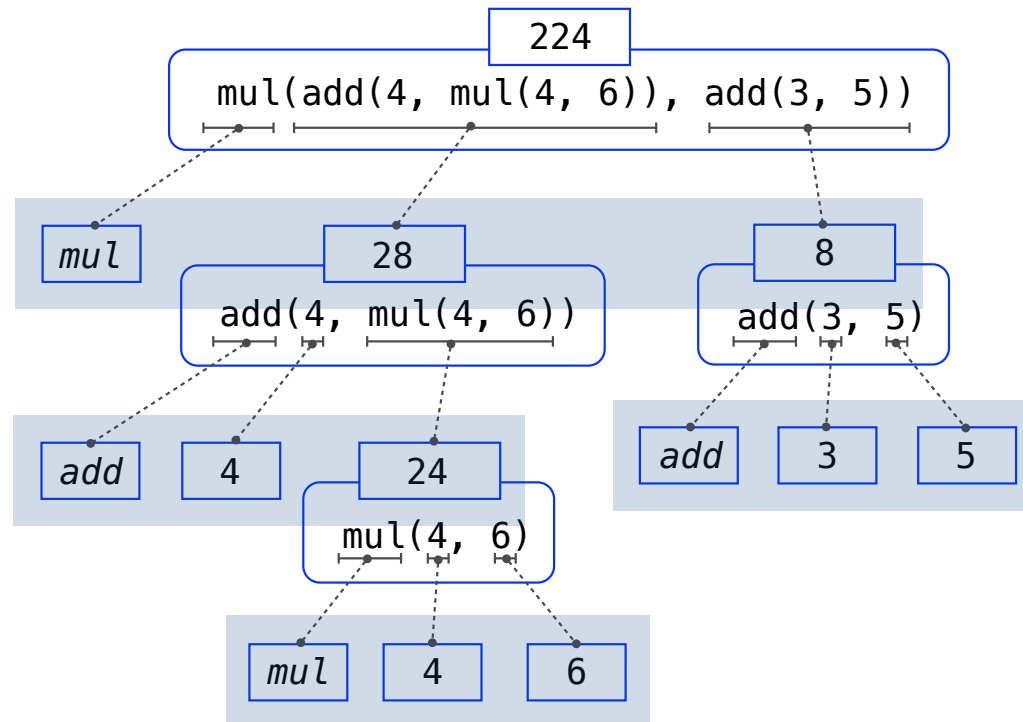 224
mul(add(4, mul(4, 6)), add(3, 5))
mul 28 8
add(4, mul(4, 6)) add(3, 5)
add 4 24 add 3 5
mul(4, 6)
mul 4 6